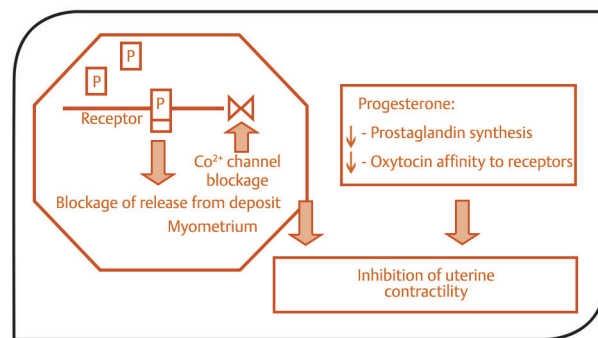 P
P
P
Receptor
Co²⁺ channel
blockage
Blockage of release from deposit
Myometrium
Progesterone:
↓ - Prostaglandin synthesis
↓ - Oxytocin affinity to receptors
Inhibition of uterine
contractility